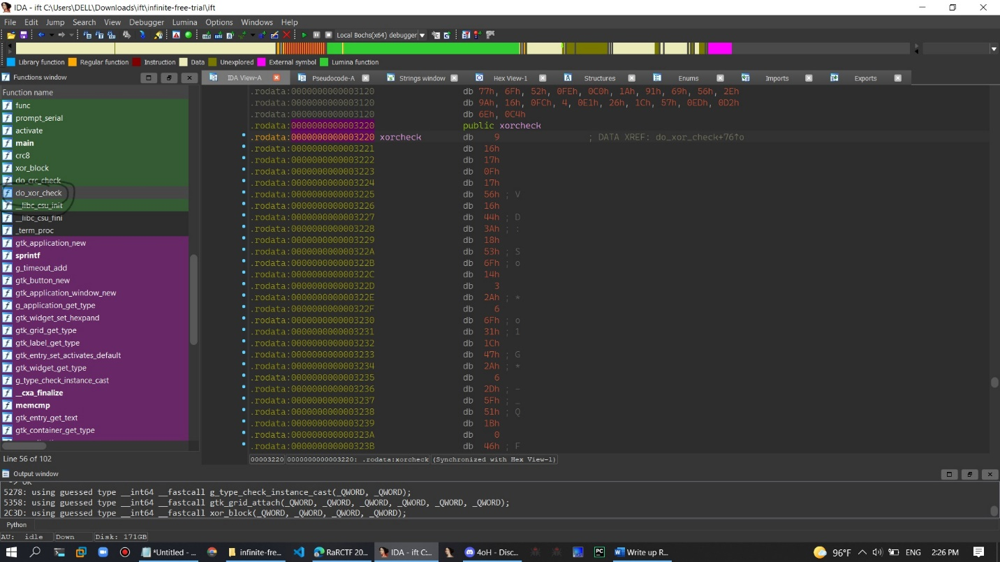 IDA - ift C:\Users\DELL\Downloads\ift\infinite-free-trial\ift
File Edit Jump Search View Debugger Lumina Options Windows Help
Local Bochs(x64) debugger
Library function Regular function Instruction Data Unexplored External symbol Lumina function
Functions window
IDA View-A Pseudocode-A Strings window Hex View-1 Structures Enums Imports Exports
Function name
func
prompt_serial
activate
main
crc8
xor_block
do_crc_check
do_xor_check
__libc_csu_init
__libc_csu_fini
_term_proc
gtk_application_new
sprintf
g_timeout_add
gtk_button_new
gtk_application_window_new
g_application_get_type
gtk_widget_set_hexpand
gtk_grid_get_type
gtk_label_get_type
gtk_entry_set_activates_default
gtk_widget_get_type
g_type_check_instance_cast
__cxa_finalize
memcmp
gtk_entry_get_text
gtk_container_get_type
Line 56 of 102
.rodata:0000000000003120 db 77h, 6Fh, 52h, 0FEh, 0C0h, 1Ah, 91h, 69h, 56h, 2Eh
.rodata:0000000000003120 db 9Ah, 16h, 0FCh, 4, 0E1h, 26h, 1Ch, 57h, 0EDh, 0D2h
.rodata:0000000000003120 db 6Eh, 0C4h
.rodata:0000000000003220 public xorcheck
.rodata:0000000000003220 xorcheck db 9 ; DATA XREF: do_xor_check+76↑o
.rodata:0000000000003221 db 16h
.rodata:0000000000003222 db 17h
.rodata:0000000000003223 db 0Fh
.rodata:0000000000003224 db 17h
.rodata:0000000000003225 db 56h ; V
.rodata:0000000000003226 db 16h
.rodata:0000000000003227 db 44h ; D
.rodata:0000000000003228 db 3Ah ; :
.rodata:0000000000003229 db 18h
.rodata:000000000000322A db 53h ; S
.rodata:000000000000322B db 6Fh ; o
.rodata:000000000000322C db 14h
.rodata:000000000000322D db 3
.rodata:000000000000322E db 2Ah ; *
.rodata:000000000000322F db 6
.rodata:0000000000003230 db 6Fh ; o
.rodata:0000000000003231 db 31h ; 1
.rodata:0000000000003232 db 1Ch
.rodata:0000000000003233 db 47h ; G
.rodata:0000000000003234 db 2Ah ; *
.rodata:0000000000003235 db 6
.rodata:0000000000003236 db 2Dh ; -
.rodata:0000000000003237 db 5Fh ; _
.rodata:0000000000003238 db 51h ; Q
.rodata:0000000000003239 db 1Bh
.rodata:000000000000323A db 0
.rodata:000000000000323B db 46h ; F
00003220 0000000000003220: .rodata:xorcheck (Synchronized with Hex View-1)
Output window
-> OK
5278: using guessed type __int64 __fastcall g_type_check_instance_cast(_QWORD, _QWORD);
5358: using guessed type __int64 __fastcall gtk_grid_attach(_QWORD, _QWORD, _QWORD, _QWORD, _QWORD, _QWORD);
2C3D: using guessed type __int64 __fastcall xor_block(_QWORD, _QWORD, _QWORD, _QWORD);
Python
AU: idle Down Disk: 171GB
*Untitled - ... infinite-fre... RaRCTF 20... IDA - ift C:... 4oH - Disc... Write up R... 96°F ENG 2:26 PM